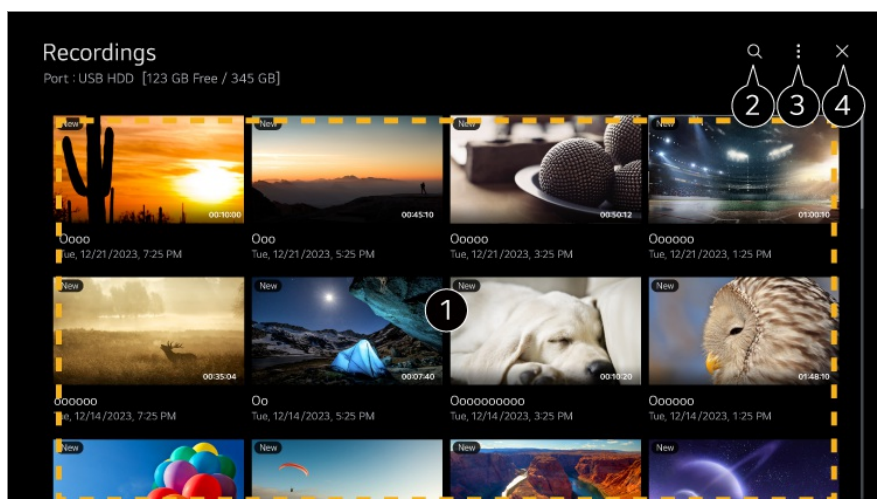 Recordings
Port : USB HDD [123 GB Free / 345 GB]
2 3 4
New New New New
00:10:00 00:45:10 00:50:12 01:00:10
Oooo Ooo Ooooo Oooooo
Tue, 12/21/2023, 7:25 PM Tue, 12/21/2023, 5:25 PM Tue, 12/21/2023, 3:25 PM Tue, 12/21/2023, 1:25 PM
New New New New
1
00:35:04 00:07:40 00:10:20 01:48:10
oooooo Oo Oooooooooo Oooooo
Tue, 12/14/2023, 7:25 PM Tue, 12/14/2023, 5:25 PM Tue, 12/14/2023, 3:25 PM Tue, 12/14/2023, 1:25 PM
New New New New